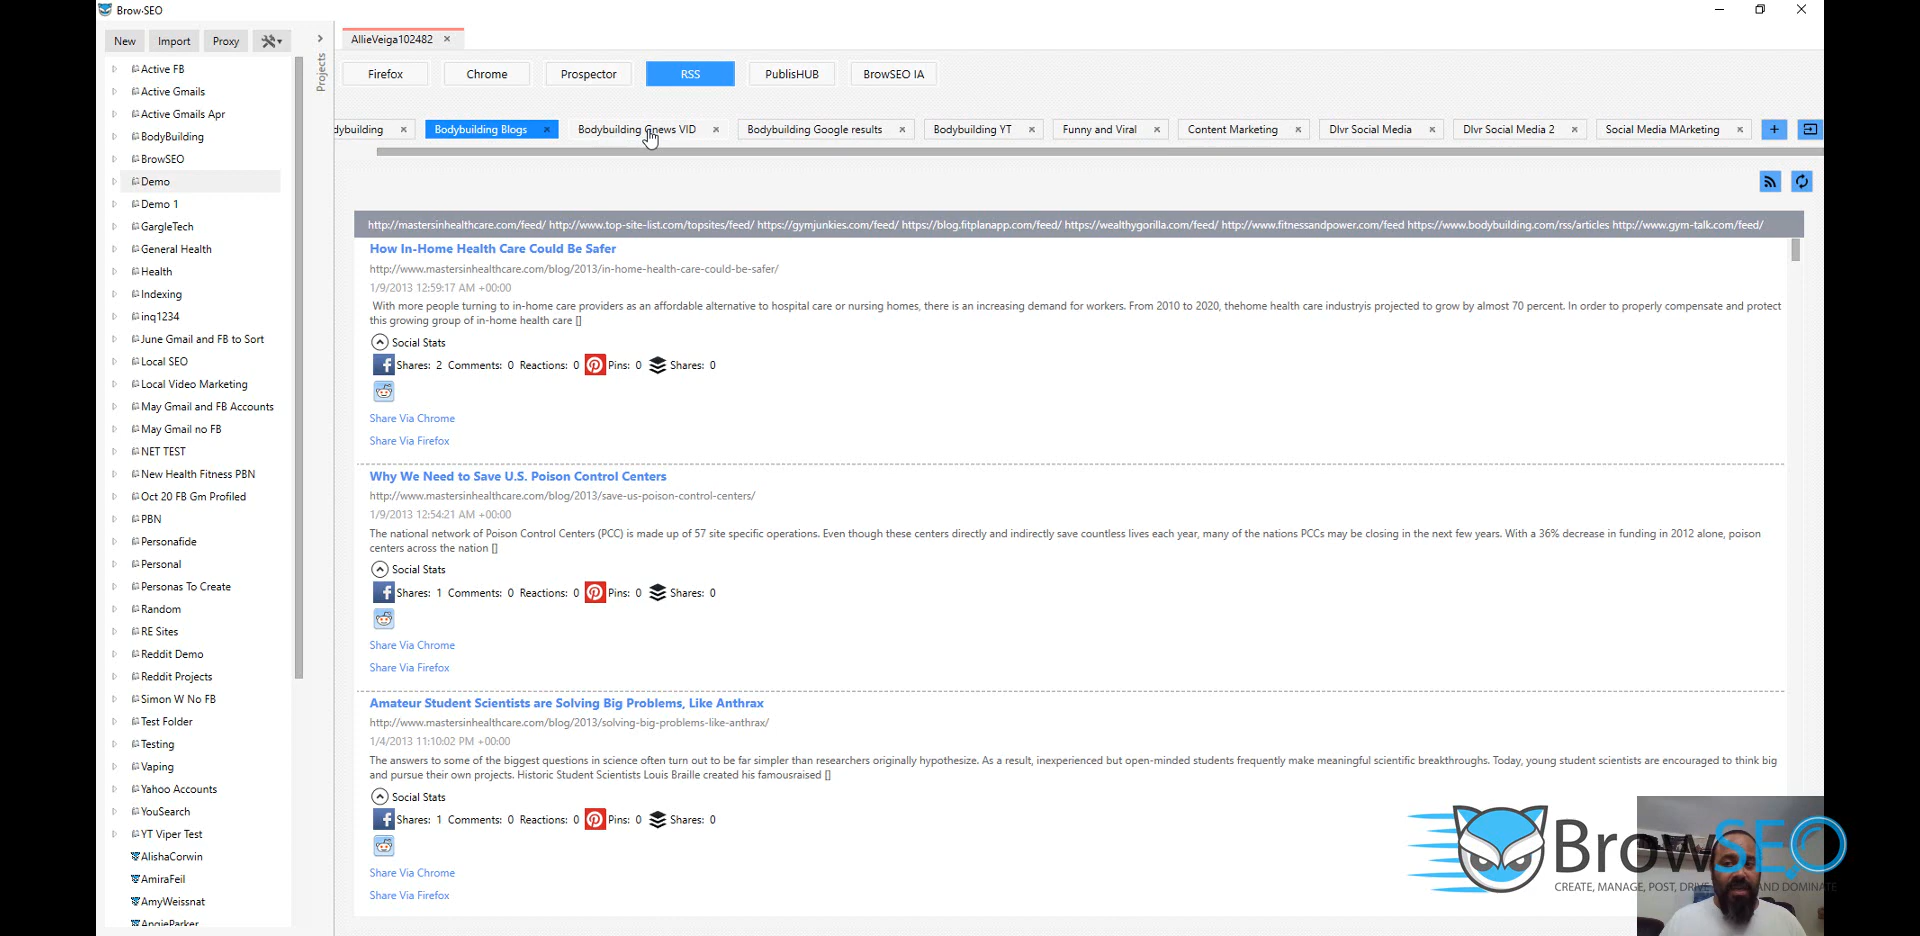 Brow·SEO
New Import Proxy
Projects
AllieVeiga102482
Firefox Chrome Prospector RSS PublisHUB BrowSEO IA
dybuilding Bodybuilding Blogs Bodybuilding Gnews VID Bodybuilding Google results Bodybuilding YT Funny and Viral Content Marketing Dlvr Social Media Dlvr Social Media 2 Social Media MArketing
Active FB
Active Gmails
Active Gmails Apr
BodyBuilding
BrowSEO
Demo
Demo 1
GargleTech
General Health
Health
Indexing
inq1234
June Gmail and FB to Sort
Local SEO
Local Video Marketing
May Gmail and FB Accounts
May Gmail no FB
NET TEST
New Health Fitness PBN
Oct 20 FB Gm Profiled
PBN
Personafide
Personal
Personas To Create
Random
RE Sites
Reddit Demo
Reddit Projects
Simon W No FB
Test Folder
Testing
Vaping
Yahoo Accounts
YouSearch
YT Viper Test
AlishaCorwin
AmiraFeil
AmyWeissnat
AngieParker
http://mastersinhealthcare.com/feed/ http://www.top-site-list.com/topsites/feed/ https://gymjunkies.com/feed/ https://blog.fitplanapp.com/feed/ https://wealthygorilla.com/feed/ http://www.fitnessandpower.com/feed https://www.bodybuilding.com/rss/articles http://www.gym-talk.com/feed/
How In-Home Health Care Could Be Safer
http://www.mastersinhealthcare.com/blog/2013/in-home-health-care-could-be-safer/
1/9/2013 12:59:17 AM +00:00
With more people turning to in-home care providers as an affordable alternative to hospital care or nursing homes, there is an increasing demand for workers. From 2010 to 2020, thehome health care industryis projected to grow by almost 70 percent. In order to properly compensate and protect
this growing group of in-home health care []
Social Stats
Shares: 2 Comments: 0 Reactions: 0 Pins: 0 Shares: 0
Share Via Chrome
Share Via Firefox
Why We Need to Save U.S. Poison Control Centers
http://www.mastersinhealthcare.com/blog/2013/save-us-poison-control-centers/
1/9/2013 12:54:21 AM +00:00
The national network of Poison Control Centers (PCC) is made up of 57 site specific operations. Even though these centers directly and indirectly save countless lives each year, many of the nations PCCs may be closing in the next few years. With a 36% decrease in funding in 2012 alone, poison
centers across the nation []
Social Stats
Shares: 1 Comments: 0 Reactions: 0 Pins: 0 Shares: 0
Share Via Chrome
Share Via Firefox
Amateur Student Scientists are Solving Big Problems, Like Anthrax
http://www.mastersinhealthcare.com/blog/2013/solving-big-problems-like-anthrax/
1/4/2013 11:10:02 PM +00:00
The answers to some of the biggest questions in science often turn out to be far simpler than researchers originally hypothesize. As a result, inexperienced but open-minded students frequently make meaningful scientific breakthroughs. Today, young student scientists are encouraged to think big
and pursue their own projects. Historic Student Scientists Louis Braille created his famousraised []
Social Stats
Shares: 1 Comments: 0 Reactions: 0 Pins: 0 Shares: 0
Share Via Chrome
Share Via Firefox
BrowSEO
CREATE, MANAGE, POST, AND DOMINATE